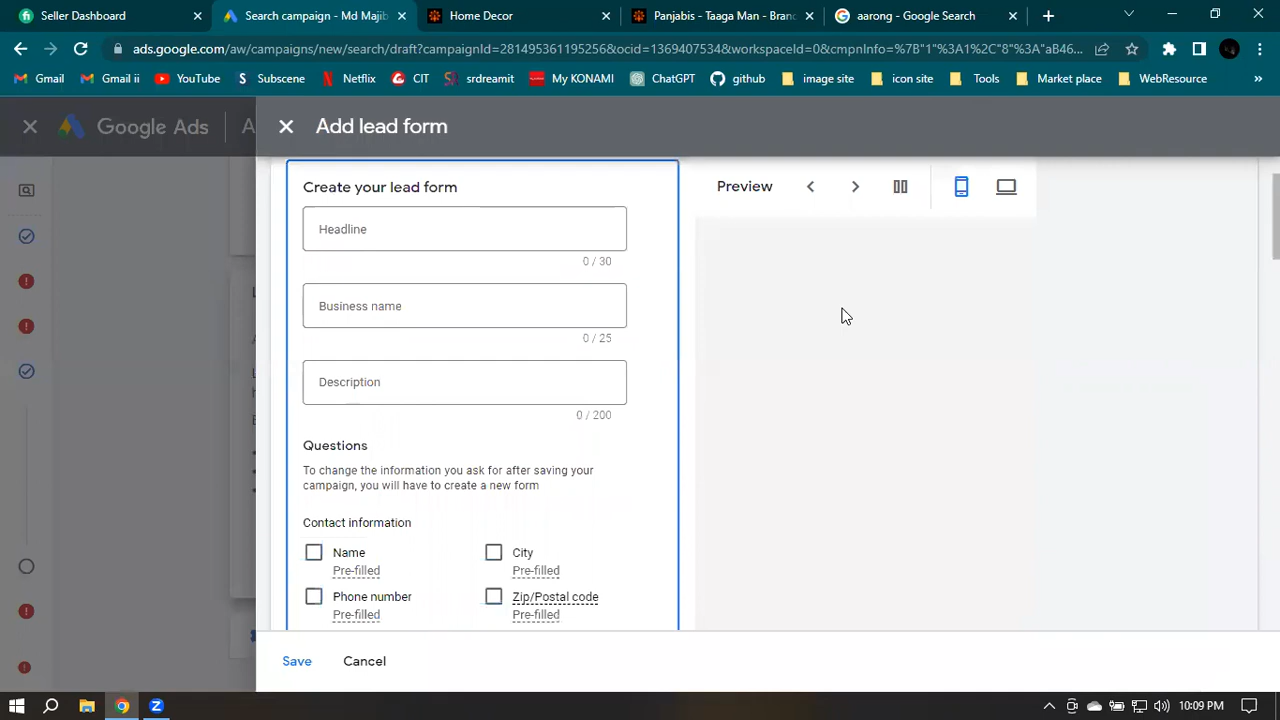 Seller Dashboard
Search campaign - Md Majib
Home Decor
Panjabis - Taaga Man - Bran
aarong - Google Search
ads.google.com/aw/campaigns/new/search/draft?campaignId=281495361195256&ocid=13694075534&workspaceId=0&cmpnInfo=%7B"1"%3A1%2C"8"%3A"aB46...
Gmail
Gmail ii
YouTube
Subscene
Netflix
CIT
srdreamit
My KONAMI
ChatGPT
github
image site
icon site
Tools
Market place
WebResource
»
Google Ads
Add lead form
Create your lead form
Preview
Headline
0 / 30
Business name
0 / 25
Description
0 / 200
Questions
To change the information you ask for after saving your
campaign, you will have to create a new form
Contact information
Name
City
Pre-filled
Pre-filled
Phone number
Zip/Postal code
Pre-filled
Pre-filled
Save
Cancel
10:09 PM